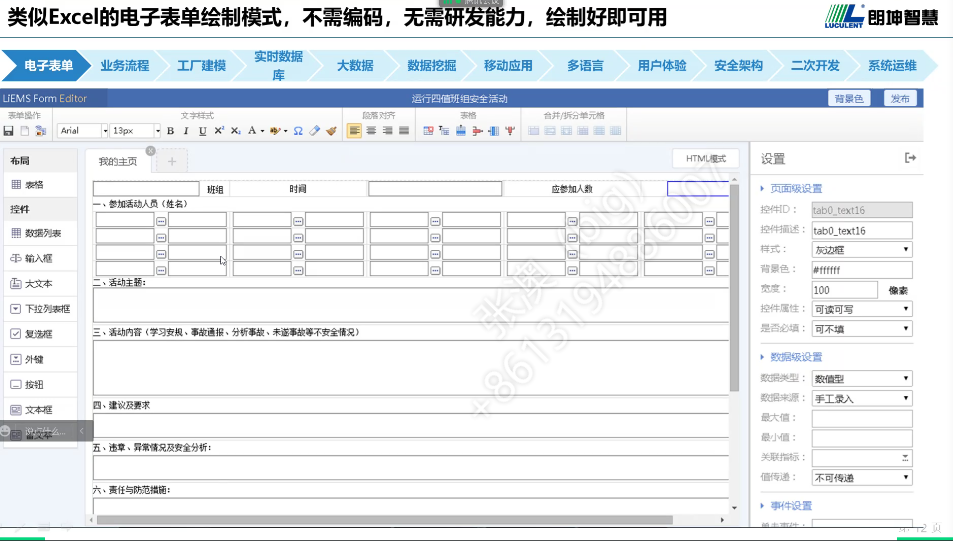 类似Excel的电子表单绘制模式，不需编码，无需研发能力，绘制好即可用
LUCULENT 朗坤智慧
电子表单 业务流程 工厂建模 实时数据库 大数据 数据挖掘 移动应用 多语言 用户体验 安全架构 二次开发 系统运维
LiEMS Form Editor 运行四值班组安全活动 背景色 发布
表单操作 文字样式 段落对齐 表格 合并/拆分单元格
Arial 13px B I U X² X₂ A Ω
布局
表格
控件
数据列表
输入框
大文本
下拉列表框
复选框
外键
按钮
文本框
富文本
说点什么...
我的主页 + HTML模式
班组 时间 应参加人数
一、参加活动人员（姓名）
二、活动主题：
三、活动内容（学习安规、事故通报、分析事故、未遂事故等不安全情况）
四、建议及要求
五、违章、异常情况及安全分析：
六、责任与防范措施：
设置
页面级设置
控件ID： tab0_text16
控件描述： tab0_text16
样式： 灰边框
背景色： #ffffff
宽度： 100 像素
控件属性： 可读可写
是否必填： 可不填
数据级设置
数据类型： 数值型
数据来源： 手工录入
最大值：
最小值：
关联指标：
值传递： 不可传递
事件设置
单击事件：
+8613194886007